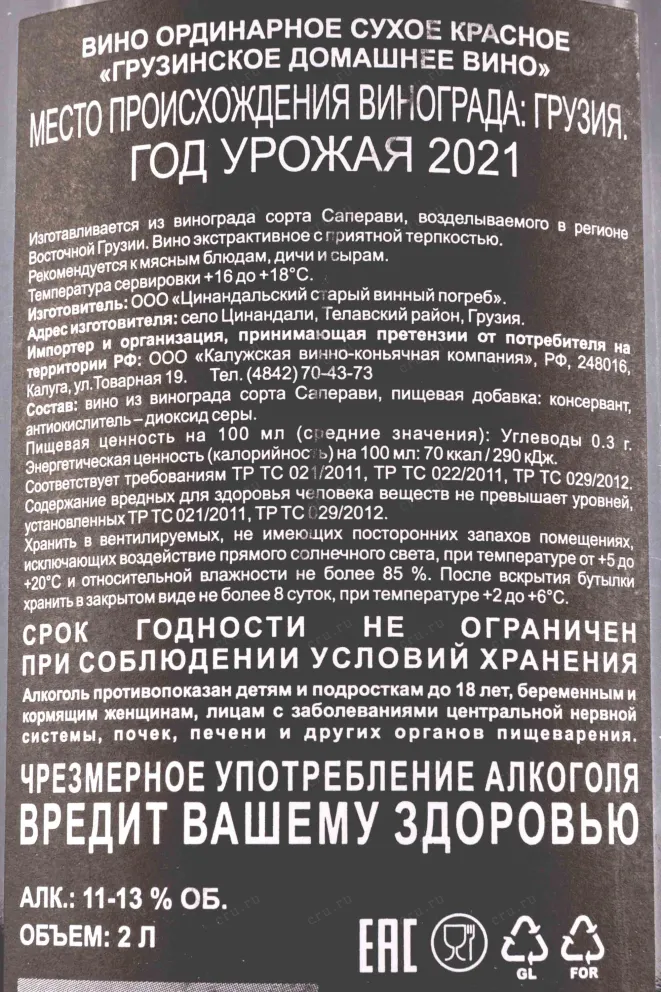 ВИНО ОРДИНАРНОЕ СУХОЕ КРАСНОЕ
«ГРУЗИНСКОЕ ДОМАШНЕЕ ВИНО»
МЕСТО ПРОИСХОЖДЕНИЯ ВИНОГРАДА: ГРУЗИЯ.
ГОД УРОЖАЯ 2021
Изготавливается из винограда сорта Саперави, возделываемого в регионе
Восточной Грузии. Вино экстрактивное с приятной терпкостью.
Рекомендуется к мясным блюдам, дичи и сырам.
Температура сервировки +16 до +18°С.
Изготовитель: ООО «Цинандальский старый винный погреб».
Адрес изготовителя: село Цинандали, Телавский район, Грузия.
Импортер и организация, принимающая претензии от потребителя на
территории РФ: ООО «Калужская винно-коньячная компания», РФ, 248016,
Калуга, ул.Товарная 19. Тел. (4842) 70-43-73
Состав: вино из винограда сорта Саперави, пищевая добавка: консервант,
антиокислитель – диоксид серы.
Пищевая ценность на 100 мл (средние значения): Углеводы 0.3 г.
Энергетическая ценность (калорийность) на 100 мл: 70 ккал / 290 кДж.
Соответствует требованиям ТР ТС 021/2011, ТР ТС 022/2011, ТР ТС 029/2012.
Содержание вредных для здоровья человека веществ не превышает уровней,
установленных ТР ТС 021/2011, ТР ТС 029/2012.
Хранить в вентилируемых, не имеющих посторонних запахов помещениях,
исключающих воздействие прямого солнечного света, при температуре от +5 до
+20°С и относительной влажности не более 85 %. После вскрытия бутылки
хранить в закрытом виде не более 8 суток, при температуре +2 до +6°С.
СРОК ГОДНОСТИ НЕ ОГРАНИЧЕН
ПРИ СОБЛЮДЕНИИ УСЛОВИЙ ХРАНЕНИЯ
Алкоголь противопоказан детям и подросткам до 18 лет, беременным и
кормящим женщинам, лицам с заболеваниями центральной нервной
системы, почек, печени и других органов пищеварения.
ЧРЕЗМЕРНОЕ УПОТРЕБЛЕНИЕ АЛКОГОЛЯ
ВРЕДИТ ВАШЕМУ ЗДОРОВЬЮ
АЛК.: 11-13 % ОБ.
ОБЪЕМ: 2 Л
EAC
GL
FOR
cru.ru